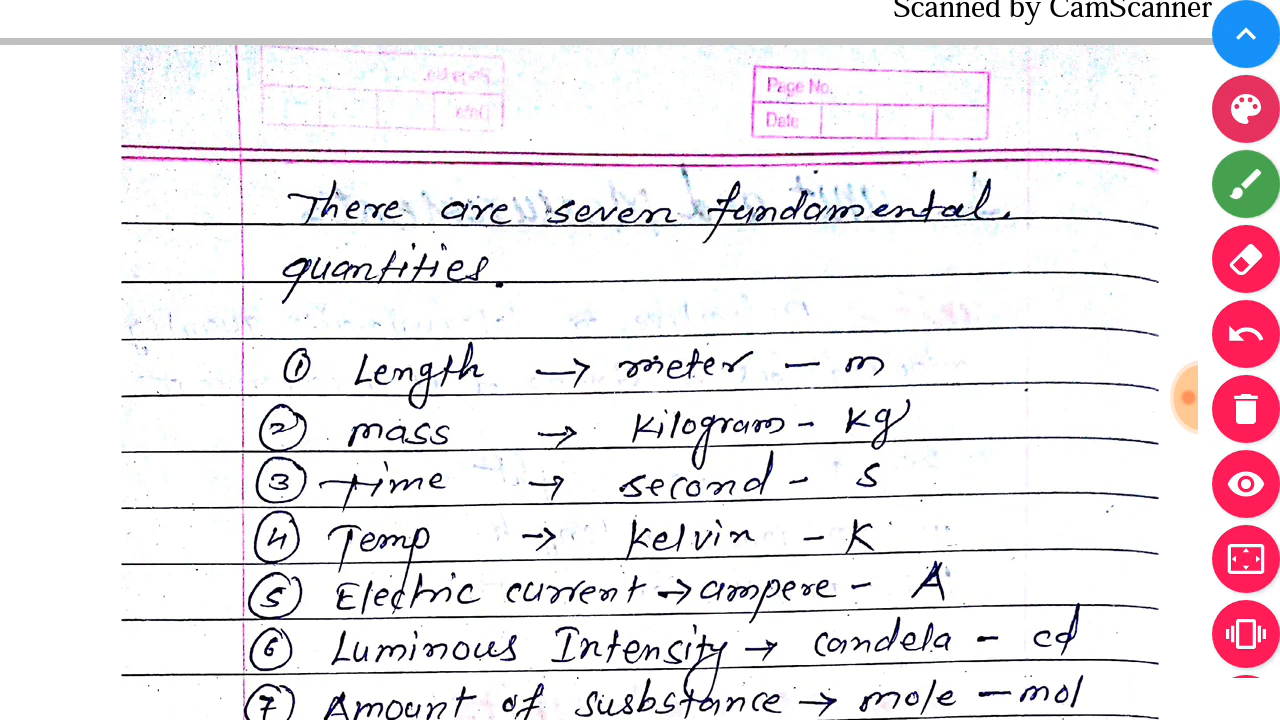 Scanned by CamScanner
Page No.
Date
There are seven fundamental.
quantities.
① Length → meter – m
② mass → Kilogram – kg
③ Time → second – s
④ Temp → Kelvin – K
⑤ Electric current → ampere – A
⑥ Luminous Intensity → candela – cd
⑦ Amount of susbstance → mole – mol